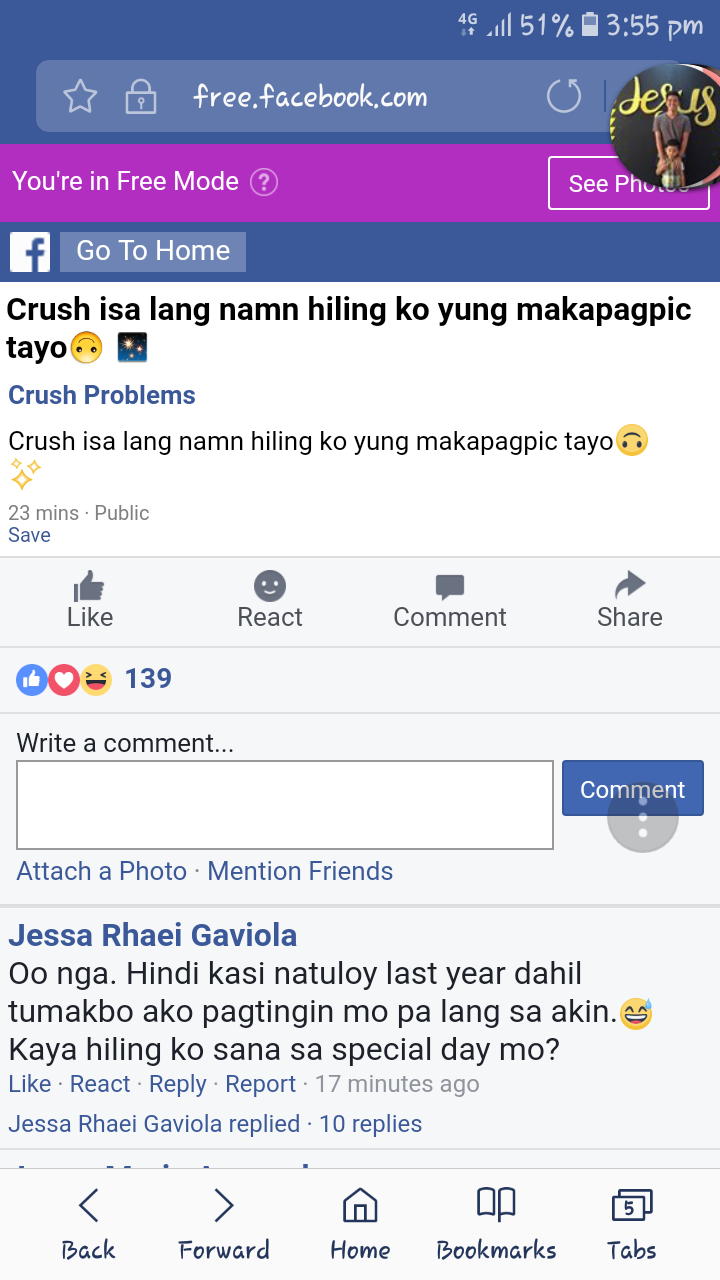 4G 51% 3:55 pm
free.facebook.com
Jesus
You're in Free Mode ?
See Photos
f Go To Home
Crush isa lang namn hiling ko yung makapagpic
tayo🙃 🎇
Crush Problems
Crush isa lang namn hiling ko yung makapagpic tayo🙃
✨
23 mins · Public
Save
Like React Comment Share
139
Write a comment...
Comment
Attach a Photo · Mention Friends
Jessa Rhaei Gaviola
Oo nga. Hindi kasi natuloy last year dahil
tumakbo ako pagtingin mo pa lang sa akin.😅
Kaya hiling ko sana sa special day mo?
Like · React · Reply · Report · 17 minutes ago
Jessa Rhaei Gaviola replied · 10 replies
5
Back Forward Home Bookmarks Tabs